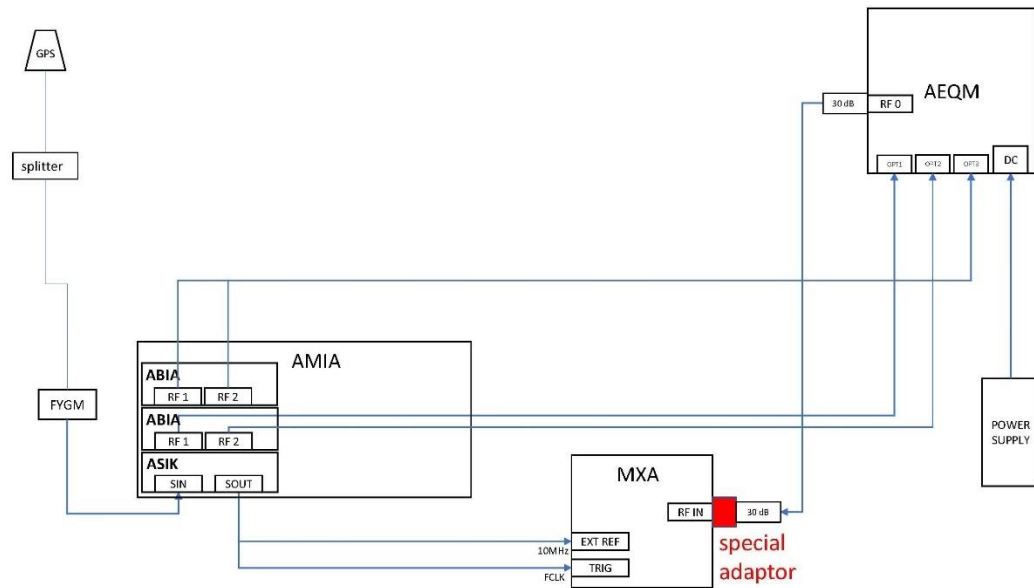 GPS
AEQM
30 dB
RF 0
splitter
OPT1
OPT2
OPT3
DC
AMIA
ABIA
RF 1
RF 2
FYGM
ABIA
RF 1
RF 2
POWER
SUPPLY
ASIK
SIN
SOUT
MXA
RF IN
30 dB
special
adaptor
EXT REF
10MHz
TRIG
FCLK